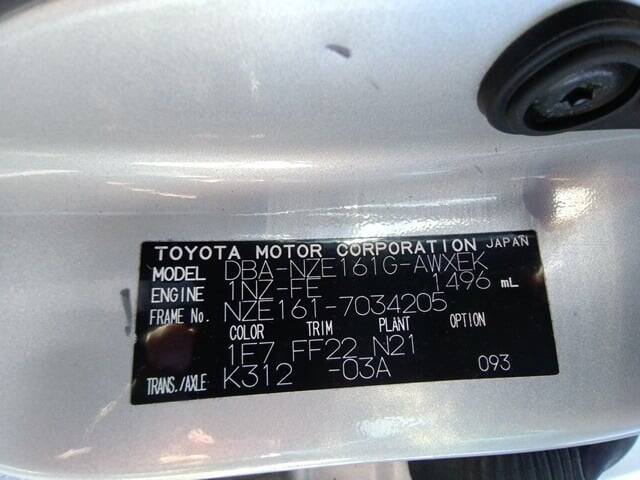 TOYOTA MOTOR CORPORATION JAPAN
MODEL DBA-NZE161G-AWXEK
ENGINE 1NZ-FE 1496 mL
FRAME No. NZE161-7034205
COLOR TRIM PLANT OPTION
1E7 FF22 N21
TRANS./AXLE K312 -03A 093